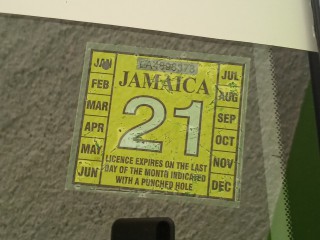 JAMAICA
21
JAN
FEB
MAR
APR
MAY
JUN
JUL
AUG
SEP
OCT
NOV
DEC
LICENCE EXPIRES ON THE LAST
DAY OF THE MONTH INDICATED
WITH A PUNCHED HOLE